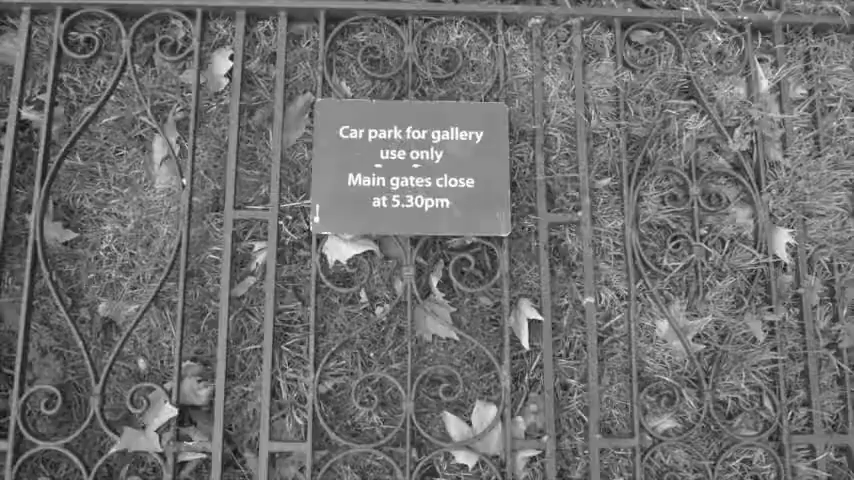 Car park for gallery
use only
Main gates close
at 5.30pm